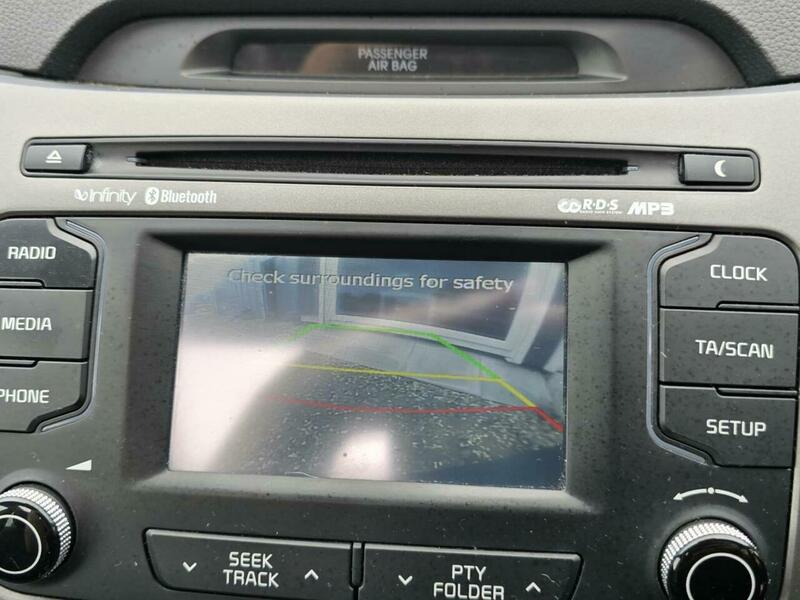 PASSENGER
AIR BAG
Infinity Bluetooth
R·D·S MP3
RADIO
MEDIA
PHONE
Check surroundings for safety
CLOCK
TA/SCAN
SETUP
SEEK
TRACK
PTY
FOLDER